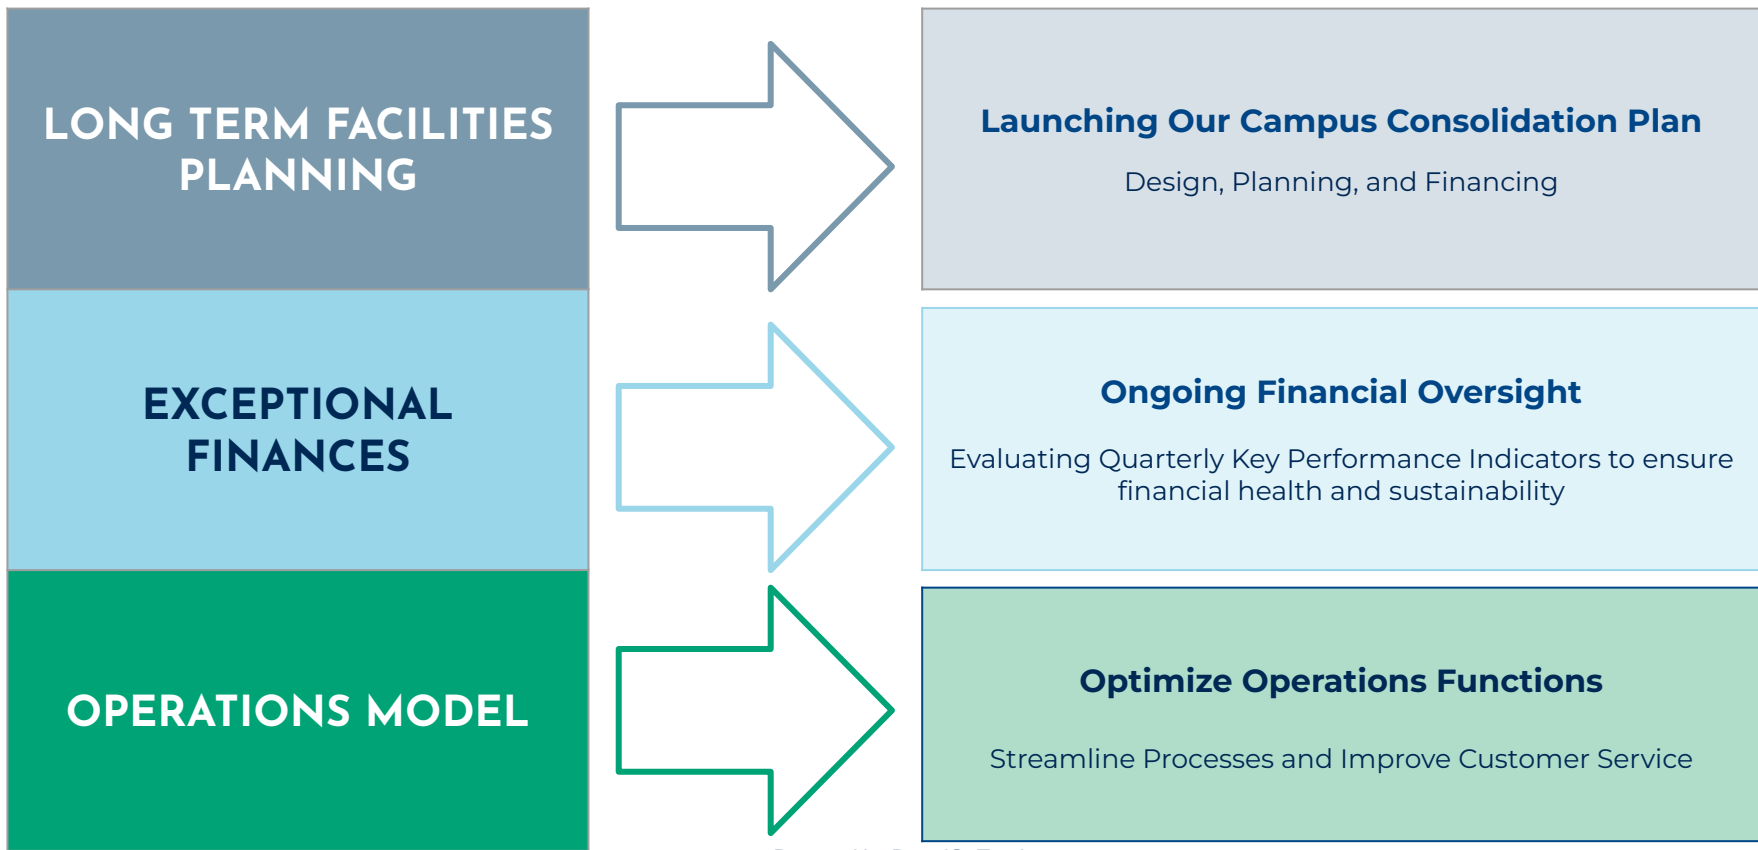 LONG TERM FACILITIES
PLANNING
Launching Our Campus Consolidation Plan
Design, Planning, and Financing
EXCEPTIONAL
FINANCES
Ongoing Financial Oversight
Evaluating Quarterly Key Performance Indicators to ensure
financial health and sustainability
OPERATIONS MODEL
Optimize Operations Functions
Streamline Processes and Improve Customer Service